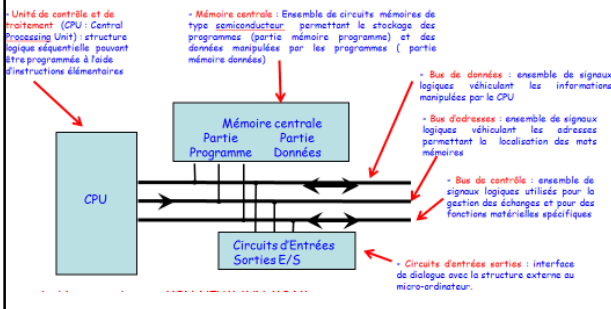 - Unité de contrôle et de
traitement (CPU : Central
Processing Unit) : structure
logique séquentielle pouvant
être programmée à l'aide
d'instructions élémentaires
- Mémoire centrale : Ensemble de circuits mémoires de
type semiconducteur permettant le stockage des
programmes (partie mémoire programme) et des
données manipulées par les programmes ( partie
mémoire données)
- Bus de données : ensemble de signaux
logiques véhiculant les informations
manipulées par le CPU
- Bus d'adresses : ensemble de signaux
logiques véhiculant les adresses
permettant la localisation des mots
mémoires
- Bus de contrôle : ensemble de
signaux logiques utilisés pour la
gestion des échanges et pour des
fonctions matérielles spécifiques
Mémoire centrale
Partie Partie
Programme Données
CPU
Circuits d'Entrées
Sorties E/S
- Circuits d'entrées sorties : interface
de dialogue avec la structure externe au
micro-ordinateur.